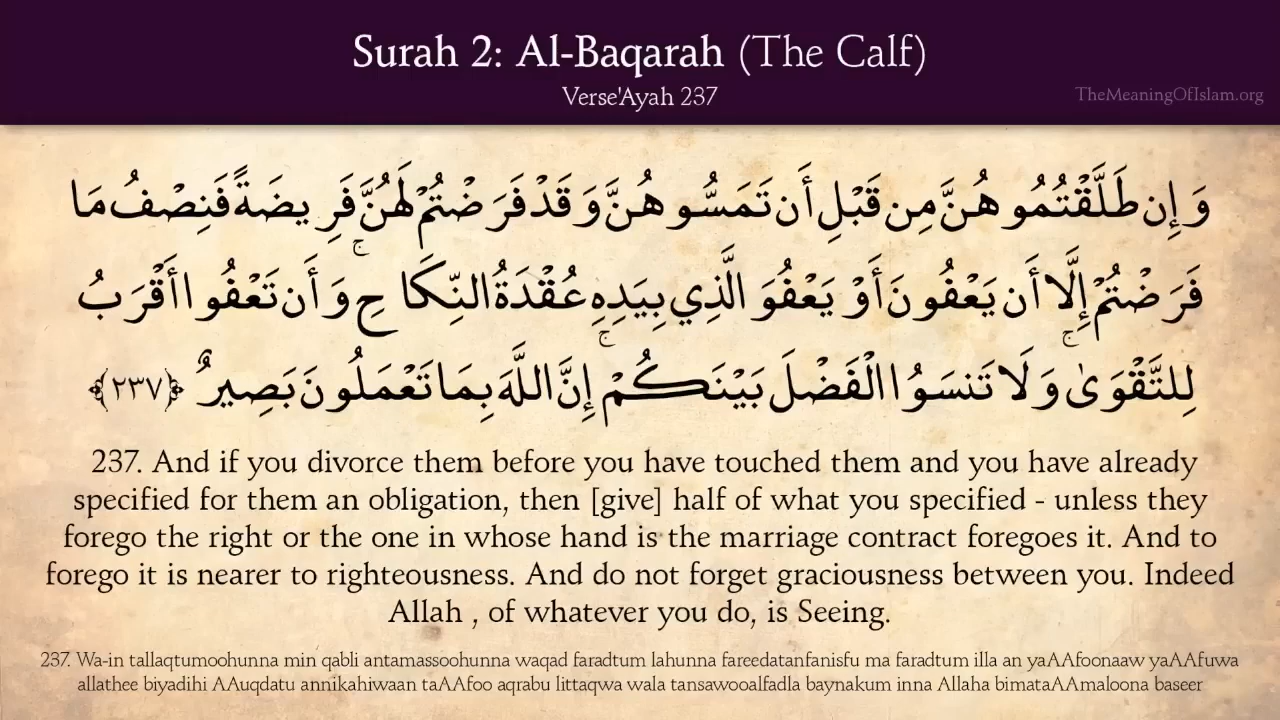 Surah 2: Al-Baqarah (The Calf)
Verse'Ayah 237
TheMeaningOfIslam.org
وَإِن طَلَّقْتُمُوهُنَّ مِن قَبْلِ أَن تَمَسُّوهُنَّ وَقَدْ فَرَضْتُمْ لَهُنَّ فَرِيضَةً فَنِصْفُ مَا
فَرَضْتُمْ إِلَّا أَن يَعْفُونَ أَوْ يَعْفُوَ الَّذِي بِيَدِهِ عُقْدَةُ النِّكَاحِ ۚ وَأَن تَعْفُوا أَقْرَبُ
لِلتَّقْوَىٰ ۚ وَلَا تَنسَوُا الْفَضْلَ بَيْنَكُمْ ۚ إِنَّ اللَّهَ بِمَا تَعْمَلُونَ بَصِيرٌ ﴿٢٣٧﴾
237. And if you divorce them before you have touched them and you have already
specified for them an obligation, then [give] half of what you specified - unless they
forego the right or the one in whose hand is the marriage contract foregoes it. And to
forego it is nearer to righteousness. And do not forget graciousness between you. Indeed
Allah , of whatever you do, is Seeing.
237. Wa-in tallaqtumoohunna min qabli antamassoohunna waqad faradtum lahunna fareedatanfanisfu ma faradtum illa an yaAAfoonaaw yaAAfuwa
allathee biyadihi AAuqdatu annikahiwaan taAAfoo aqrabu littaqwa wala tansawooalfadla baynakum inna Allaha bimataAAmaloona baseer